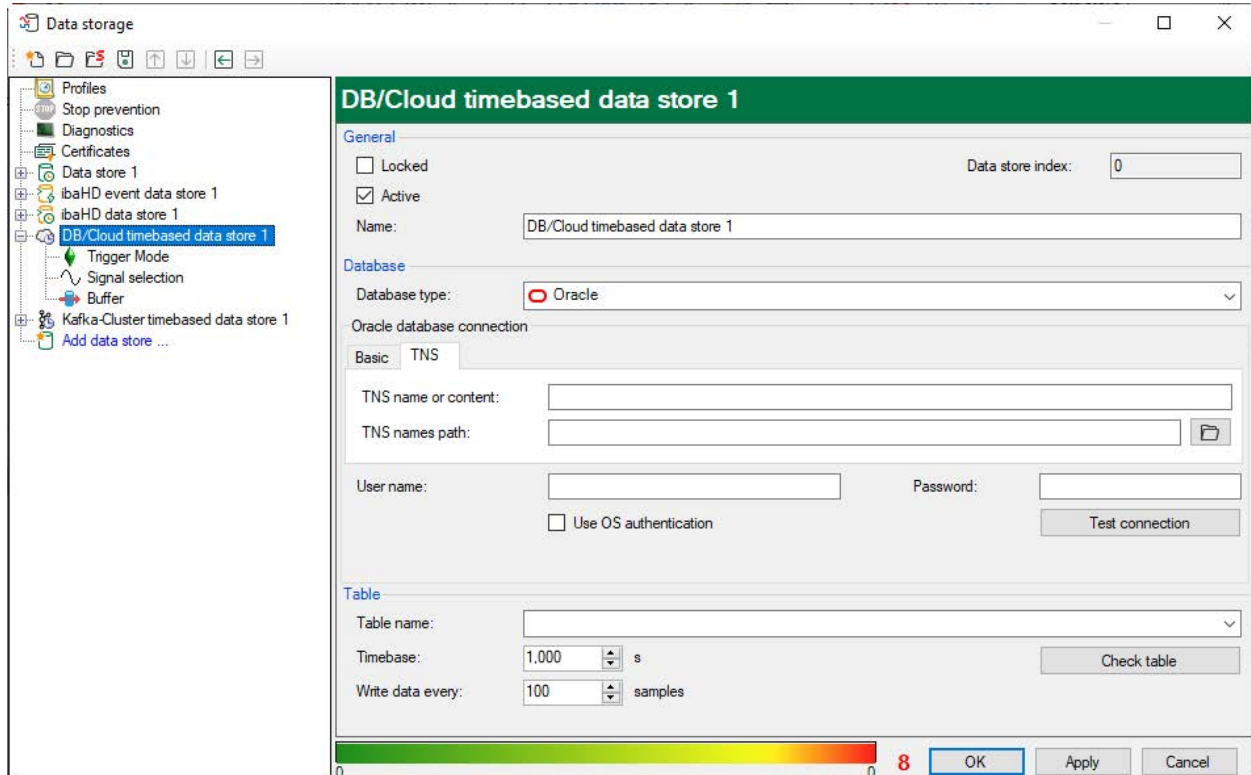 Data storage
Profiles
STOP Stop prevention
Diagnostics
Certificates
Data store 1
ibaHD event data store 1
ibaHD data store 1
DB/Cloud timebased data store 1
Trigger Mode
Signal selection
Buffer
Kafka-Cluster timebased data store 1
Add data store ...
DB/Cloud timebased data store 1
General
Locked
Data store index: 0
Active
Name: DB/Cloud timebased data store 1
Database
Database type: Oracle
Oracle database connection
Basic TNS
TNS name or content:
TNS names path:
User name: Password:
Use OS authentication Test connection
Table
Table name:
Timebase: 1,000 s Check table
Write data every: 100 samples
0 0 8 OK Apply Cancel